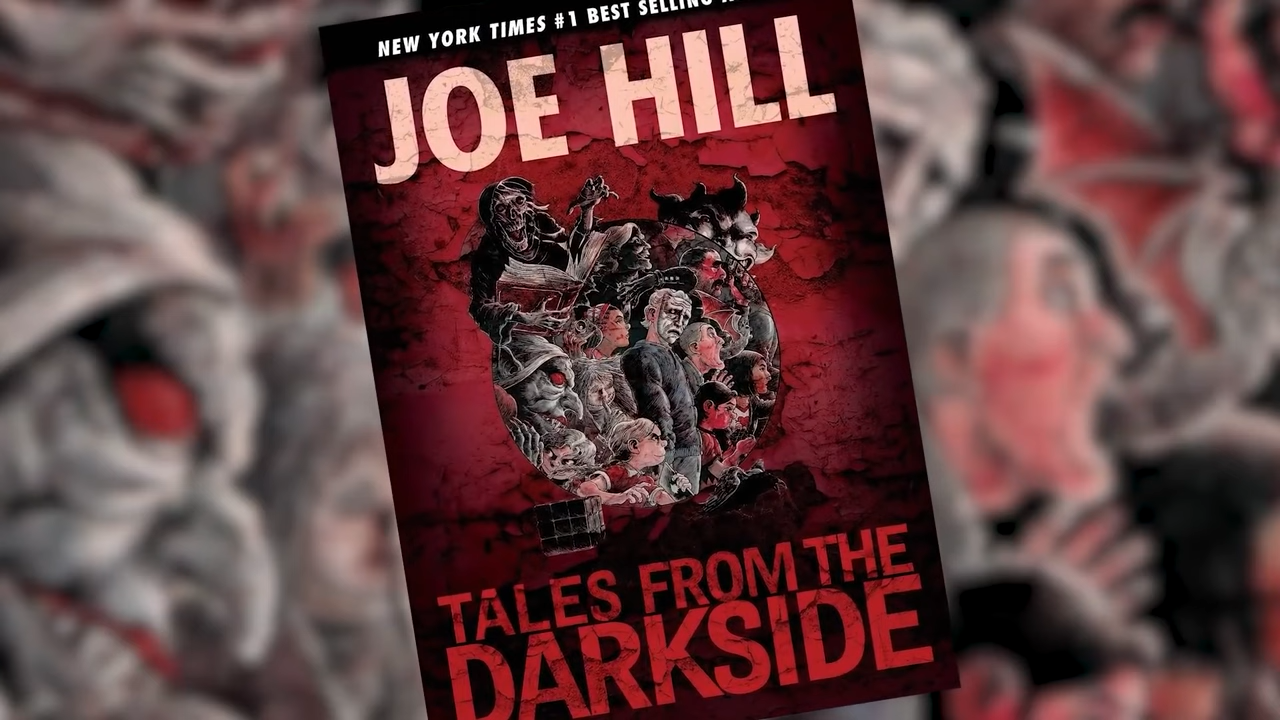 NEW YORK TIMES #1 BEST SELLING
JOE HILL
TALES FROM THE
DARKSIDE